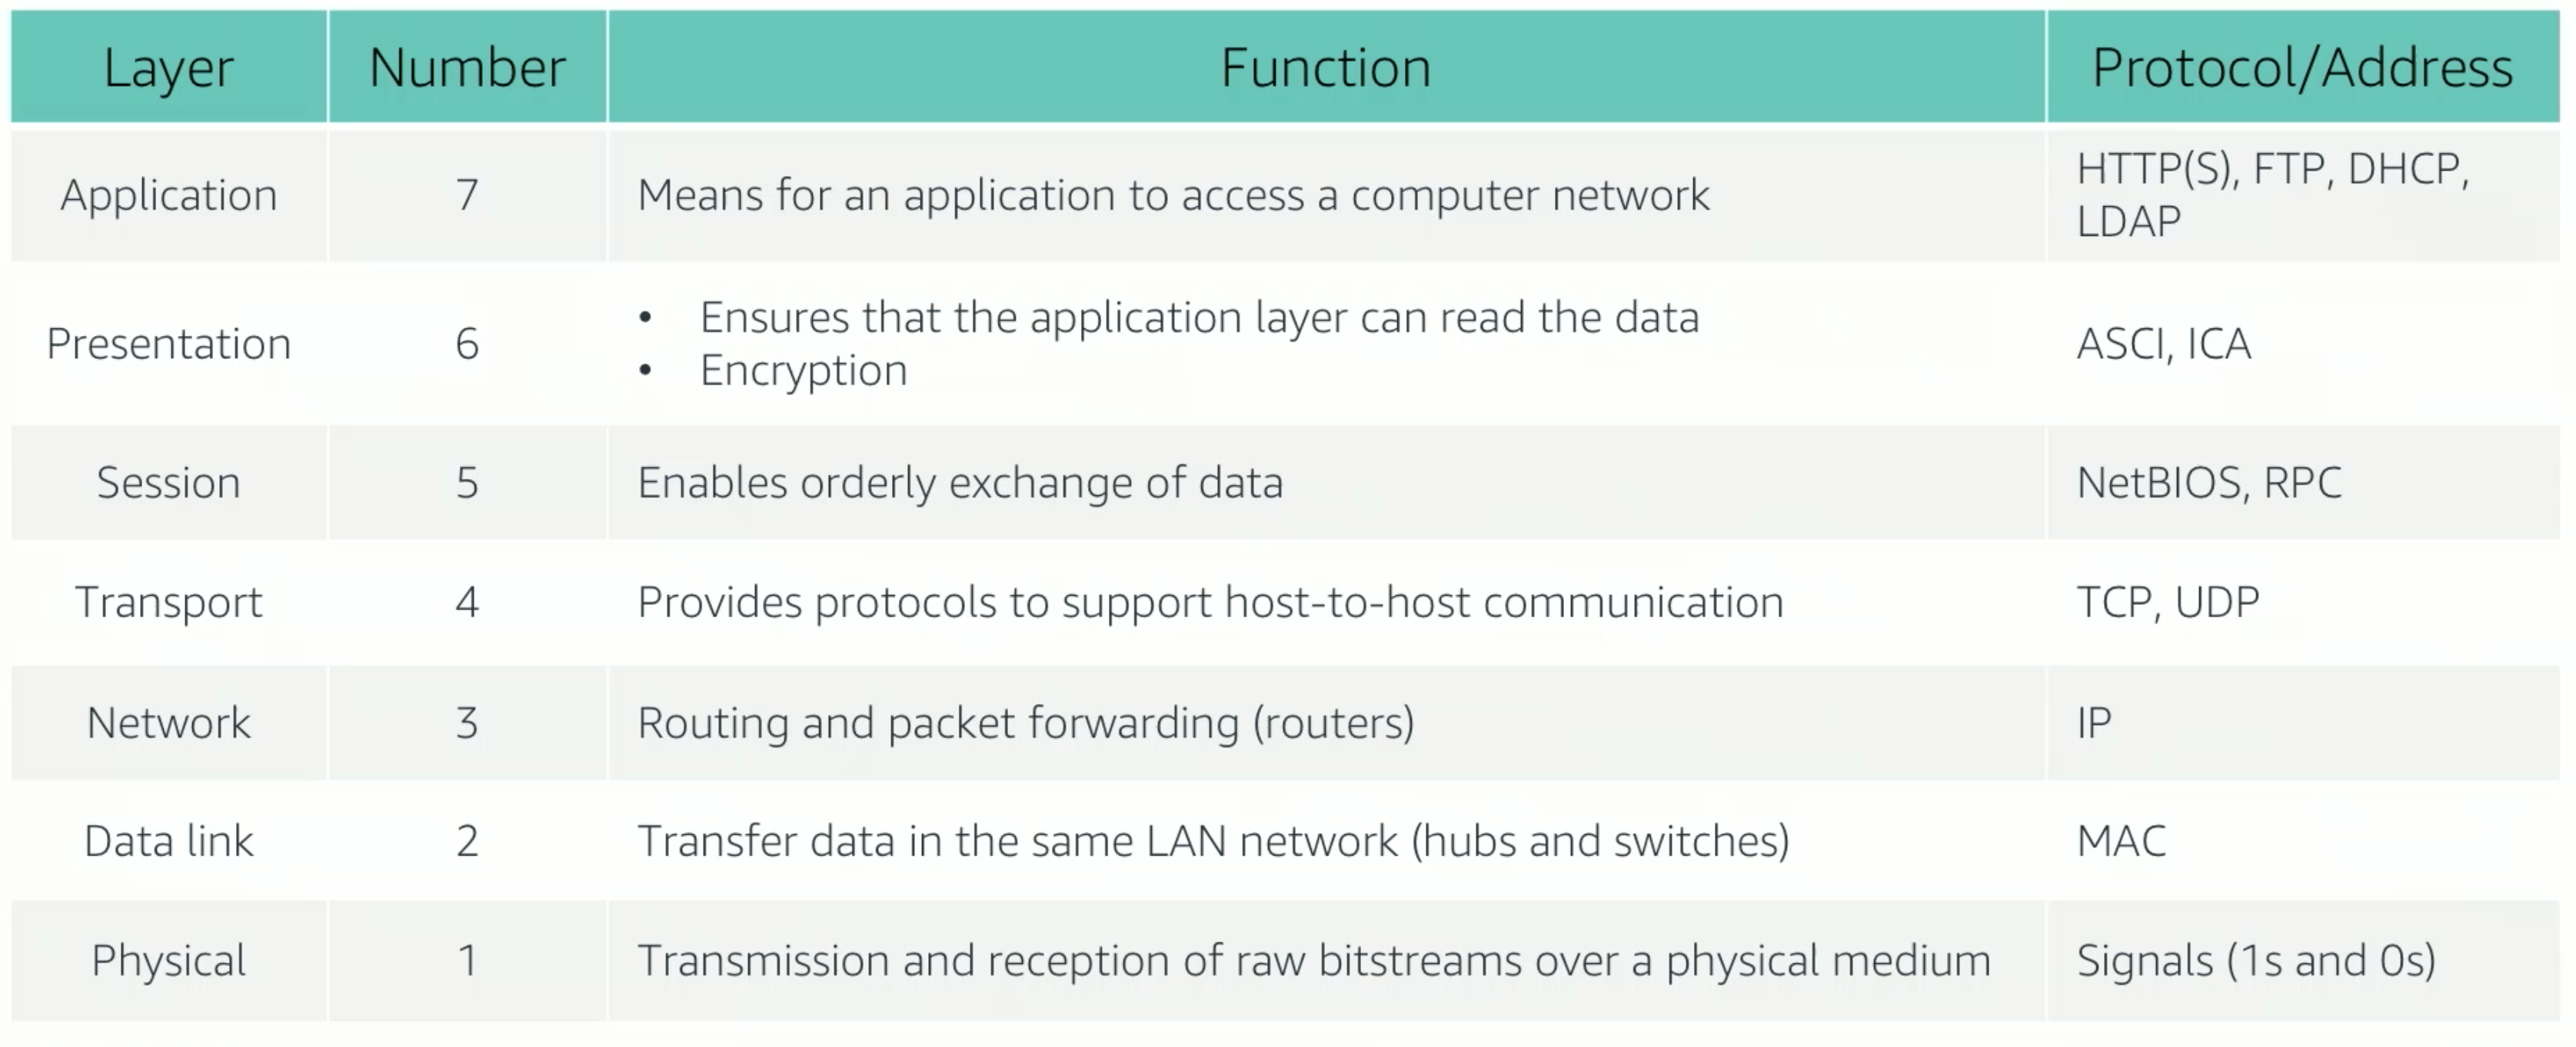 Layer Number Function Protocol/Address
Application 7 Means for an application to access a computer network HTTP(S), FTP, DHCP,
LDAP
Presentation 6 • Ensures that the application layer can read the data
• Encryption ASCI, ICA
Session 5 Enables orderly exchange of data NetBIOS, RPC
Transport 4 Provides protocols to support host-to-host communication TCP, UDP
Network 3 Routing and packet forwarding (routers) IP
Data link 2 Transfer data in the same LAN network (hubs and switches) MAC
Physical 1 Transmission and reception of raw bitstreams over a physical medium Signals (1s and 0s)